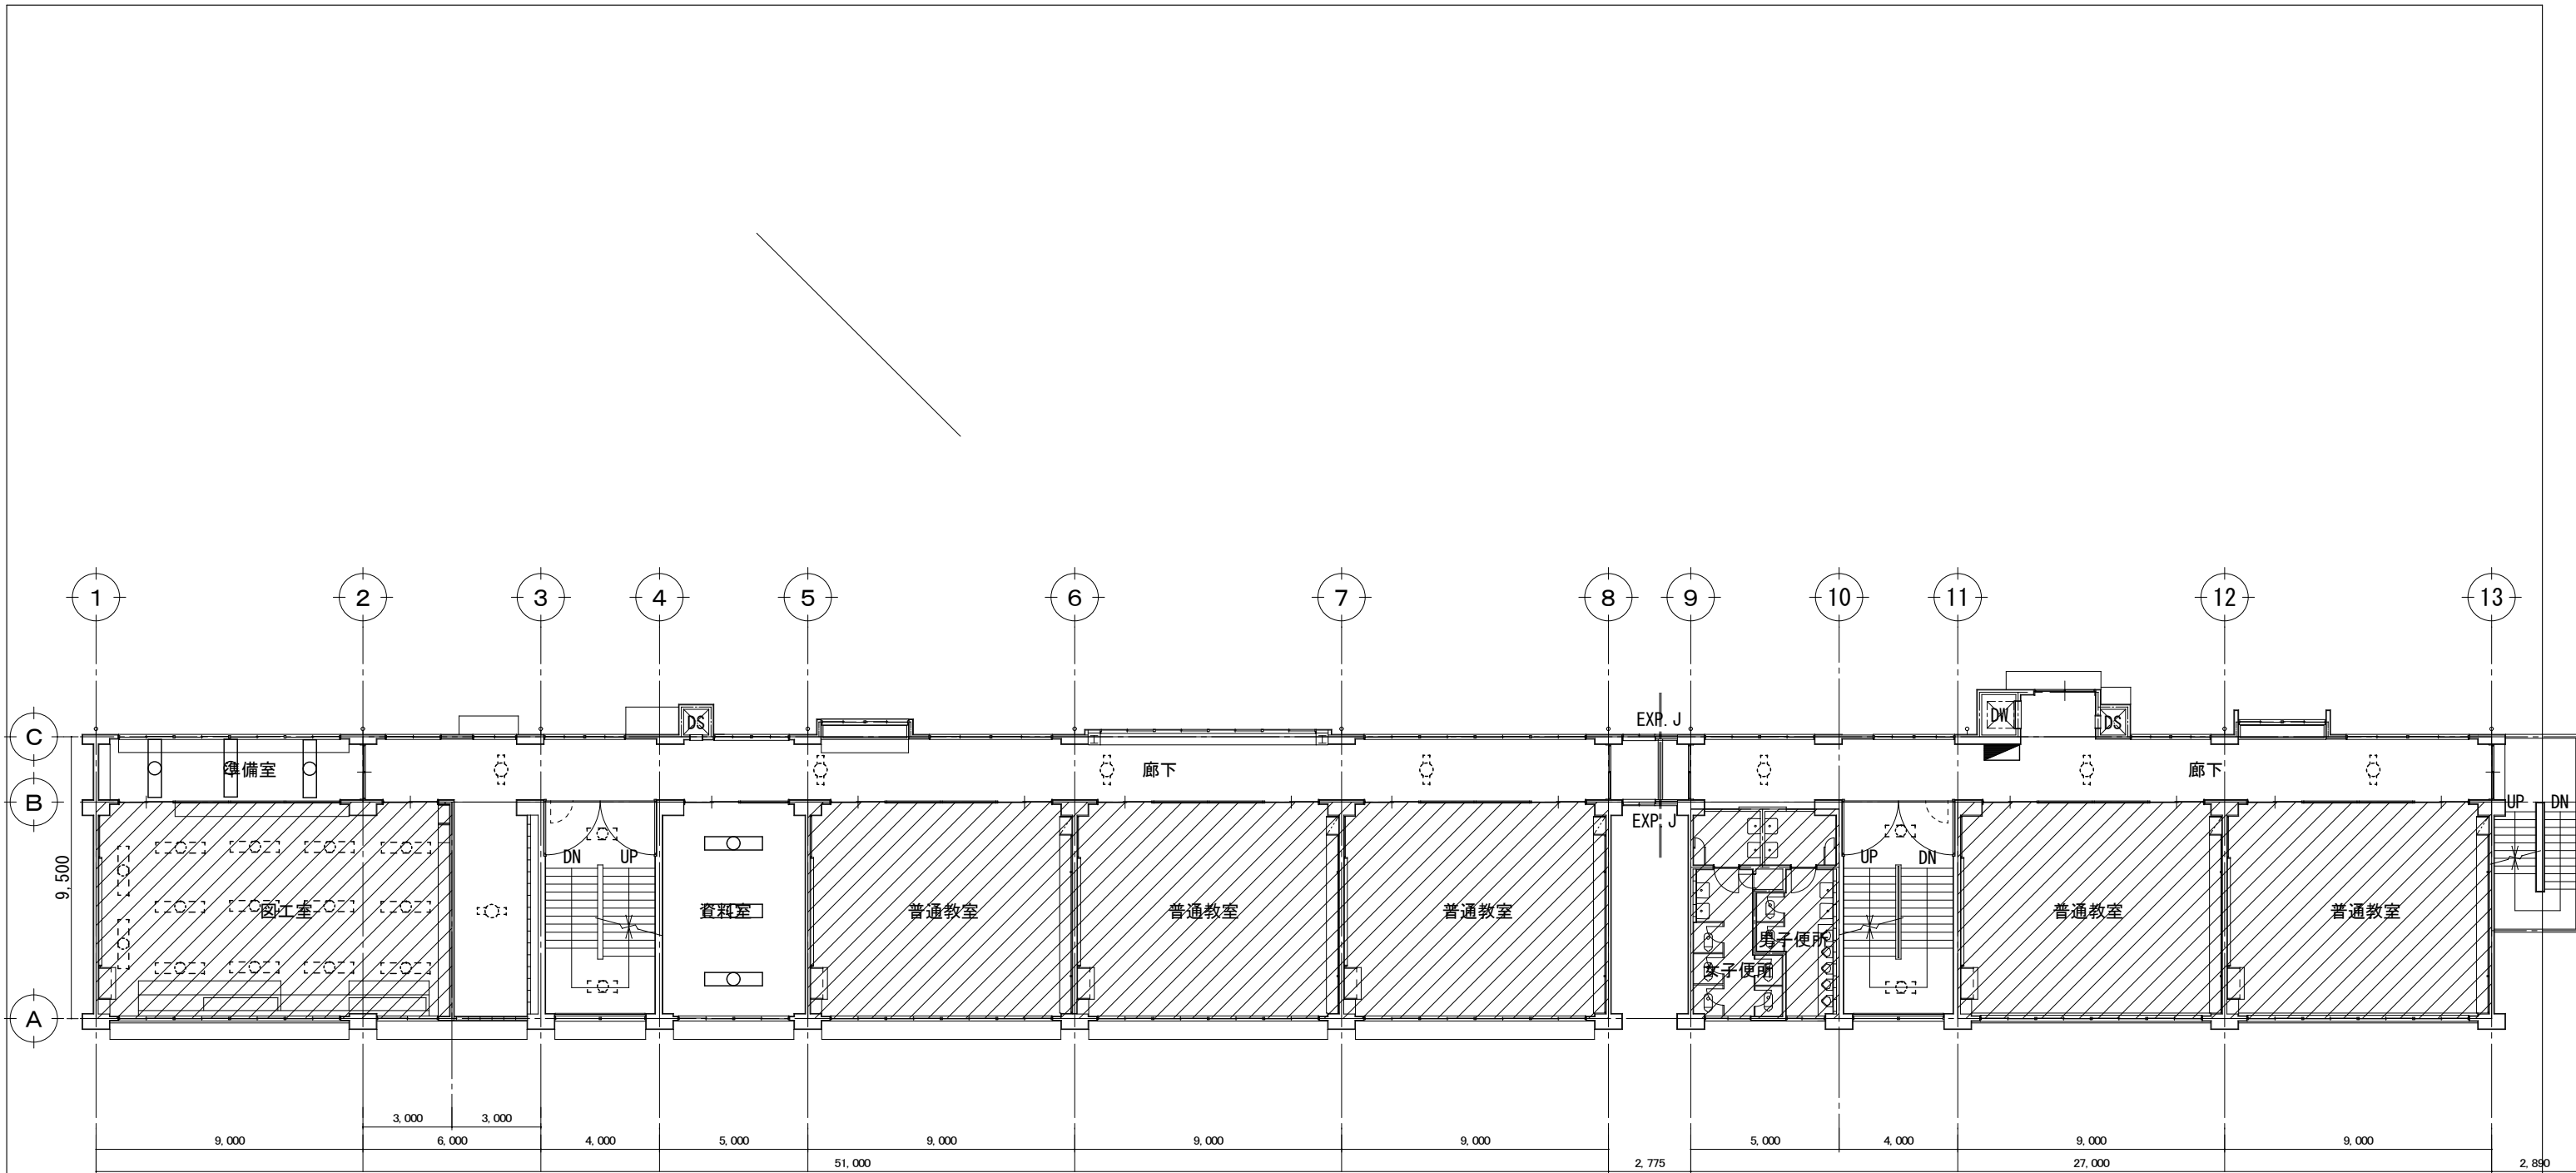 1 2 3 4 5 6 7 8 9 10 11 12 13
EXP. J
DS
DW
DS
C
準備室
廊下
廊下
B
UP DN
EXP. J
DN UP
UP DN
9,500
図工室
資料室
普通教室
普通教室
普通教室
普通教室
普通教室
男子便所
女子便所
A
3,000 3,000
9,000 6,000 4,000 5,000 9,000 9,000 9,000 5,000 4,000 9,000 9,000
51,000 2,775 27,000 2,890